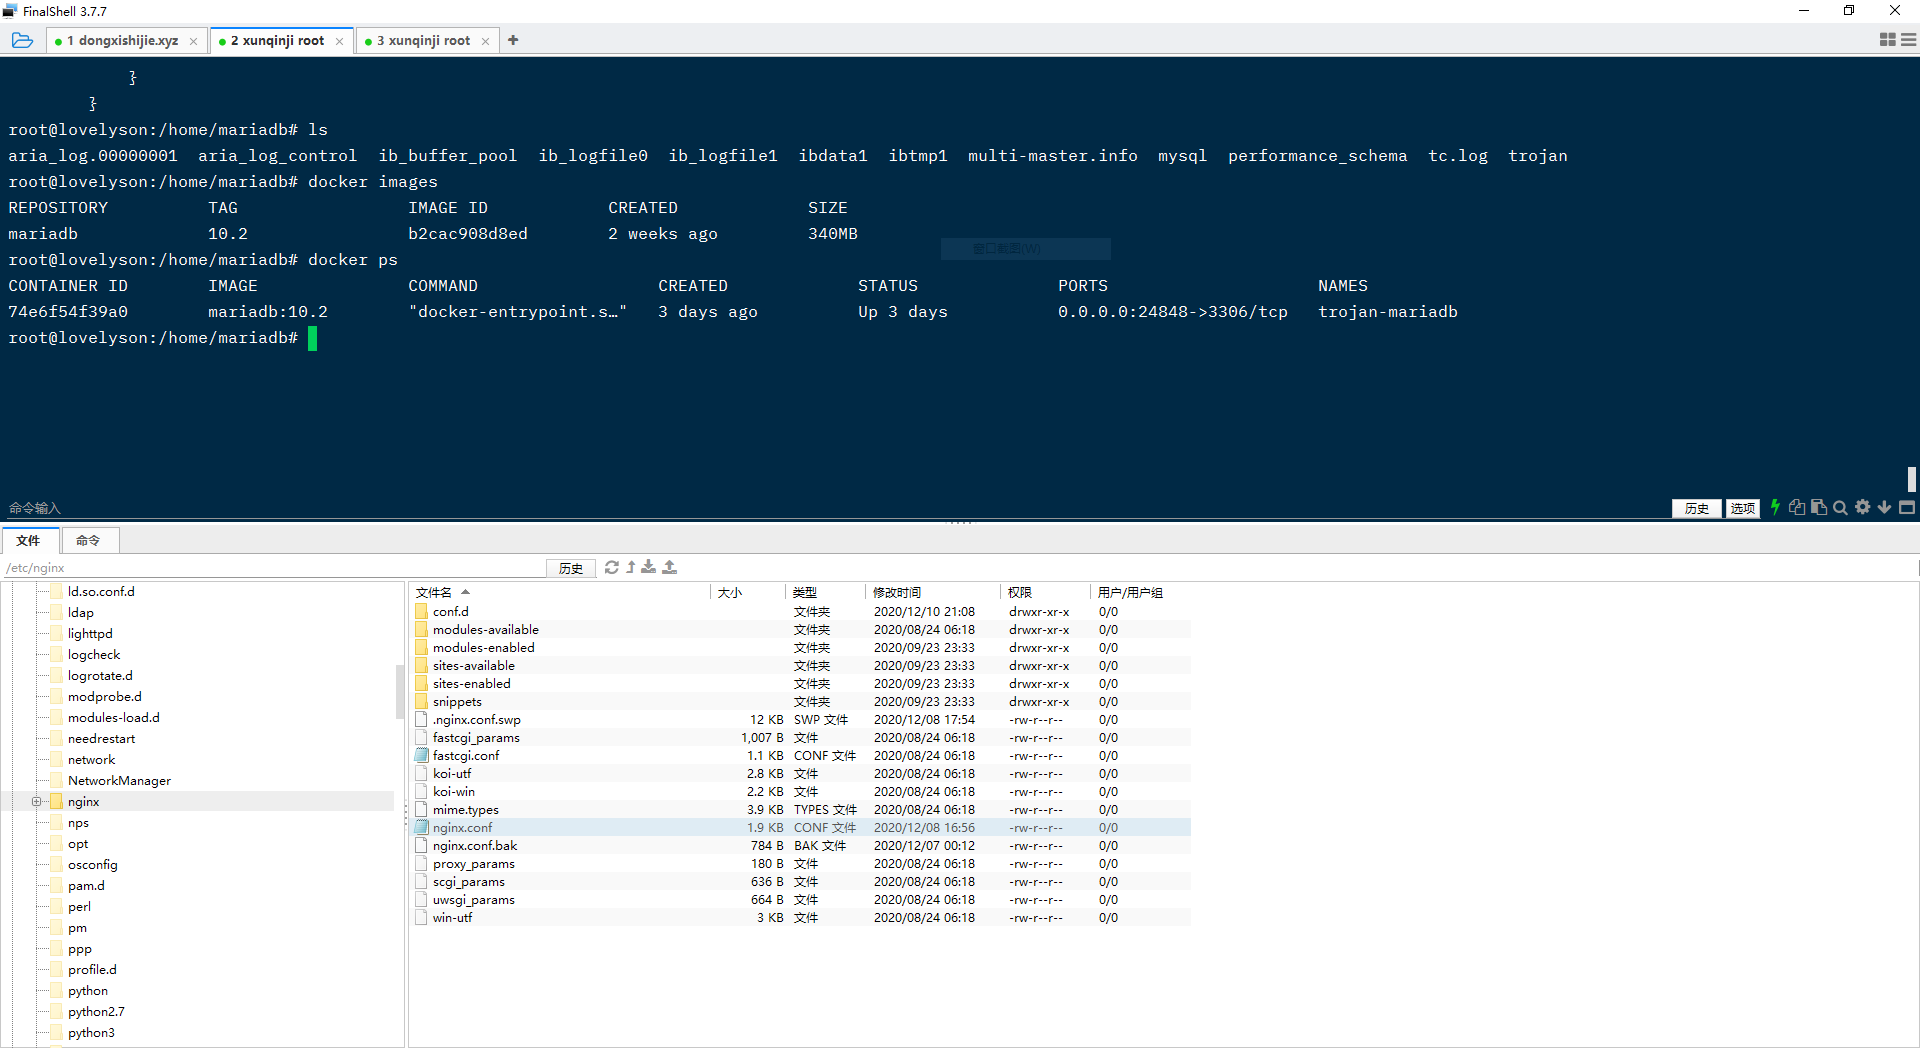 FinalShell 3.7.7
1 dongxishijie.xyz
2 xunqinji root
3 xunqinji root
}
}
root@lovelyson:/home/mariadb# ls
aria_log.00000001 aria_log_control ib_buffer_pool ib_logfile0 ib_logfile1 ibdata1 ibtmp1 multi-master.info mysql performance_schema tc.log trojan
root@lovelyson:/home/mariadb# docker images
REPOSITORY TAG IMAGE ID CREATED SIZE
mariadb 10.2 b2cac908d8ed 2 weeks ago 340MB
窗口截图(W)
root@lovelyson:/home/mariadb# docker ps
CONTAINER ID IMAGE COMMAND CREATED STATUS PORTS NAMES
74e6f54f39a0 mariadb:10.2 "docker-entrypoint.s…" 3 days ago Up 3 days 0.0.0.0:24848->3306/tcp trojan-mariadb
root@lovelyson:/home/mariadb#
命令输入
历史 选项
文件 命令
/etc/nginx
历史
ld.so.conf.d
ldap
lighttpd
logcheck
logrotate.d
modprobe.d
modules-load.d
needrestart
network
NetworkManager
nginx
nps
opt
osconfig
pam.d
perl
pm
ppp
profile.d
python
python2.7
python3
文件名 大小 类型 修改时间 权限 用户/用户组
conf.d 文件夹 2020/12/10 21:08 drwxr-xr-x 0/0
modules-available 文件夹 2020/08/24 06:18 drwxr-xr-x 0/0
modules-enabled 文件夹 2020/09/23 23:33 drwxr-xr-x 0/0
sites-available 文件夹 2020/09/23 23:33 drwxr-xr-x 0/0
sites-enabled 文件夹 2020/09/23 23:33 drwxr-xr-x 0/0
snippets 文件夹 2020/09/23 23:33 drwxr-xr-x 0/0
.nginx.conf.swp 12 KB SWP 文件 2020/12/08 17:54 -rw-r--r-- 0/0
fastcgi_params 1,007 B 文件 2020/08/24 06:18 -rw-r--r-- 0/0
fastcgi.conf 1.1 KB CONF 文件 2020/08/24 06:18 -rw-r--r-- 0/0
koi-utf 2.8 KB 文件 2020/08/24 06:18 -rw-r--r-- 0/0
koi-win 2.2 KB 文件 2020/08/24 06:18 -rw-r--r-- 0/0
mime.types 3.9 KB TYPES 文件 2020/08/24 06:18 -rw-r--r-- 0/0
nginx.conf 1.9 KB CONF 文件 2020/12/08 16:56 -rw-r--r-- 0/0
nginx.conf.bak 784 B BAK 文件 2020/12/07 00:12 -rw-r--r-- 0/0
proxy_params 180 B 文件 2020/08/24 06:18 -rw-r--r-- 0/0
scgi_params 636 B 文件 2020/08/24 06:18 -rw-r--r-- 0/0
uwsgi_params 664 B 文件 2020/08/24 06:18 -rw-r--r-- 0/0
win-utf 3 KB 文件 2020/08/24 06:18 -rw-r--r-- 0/0